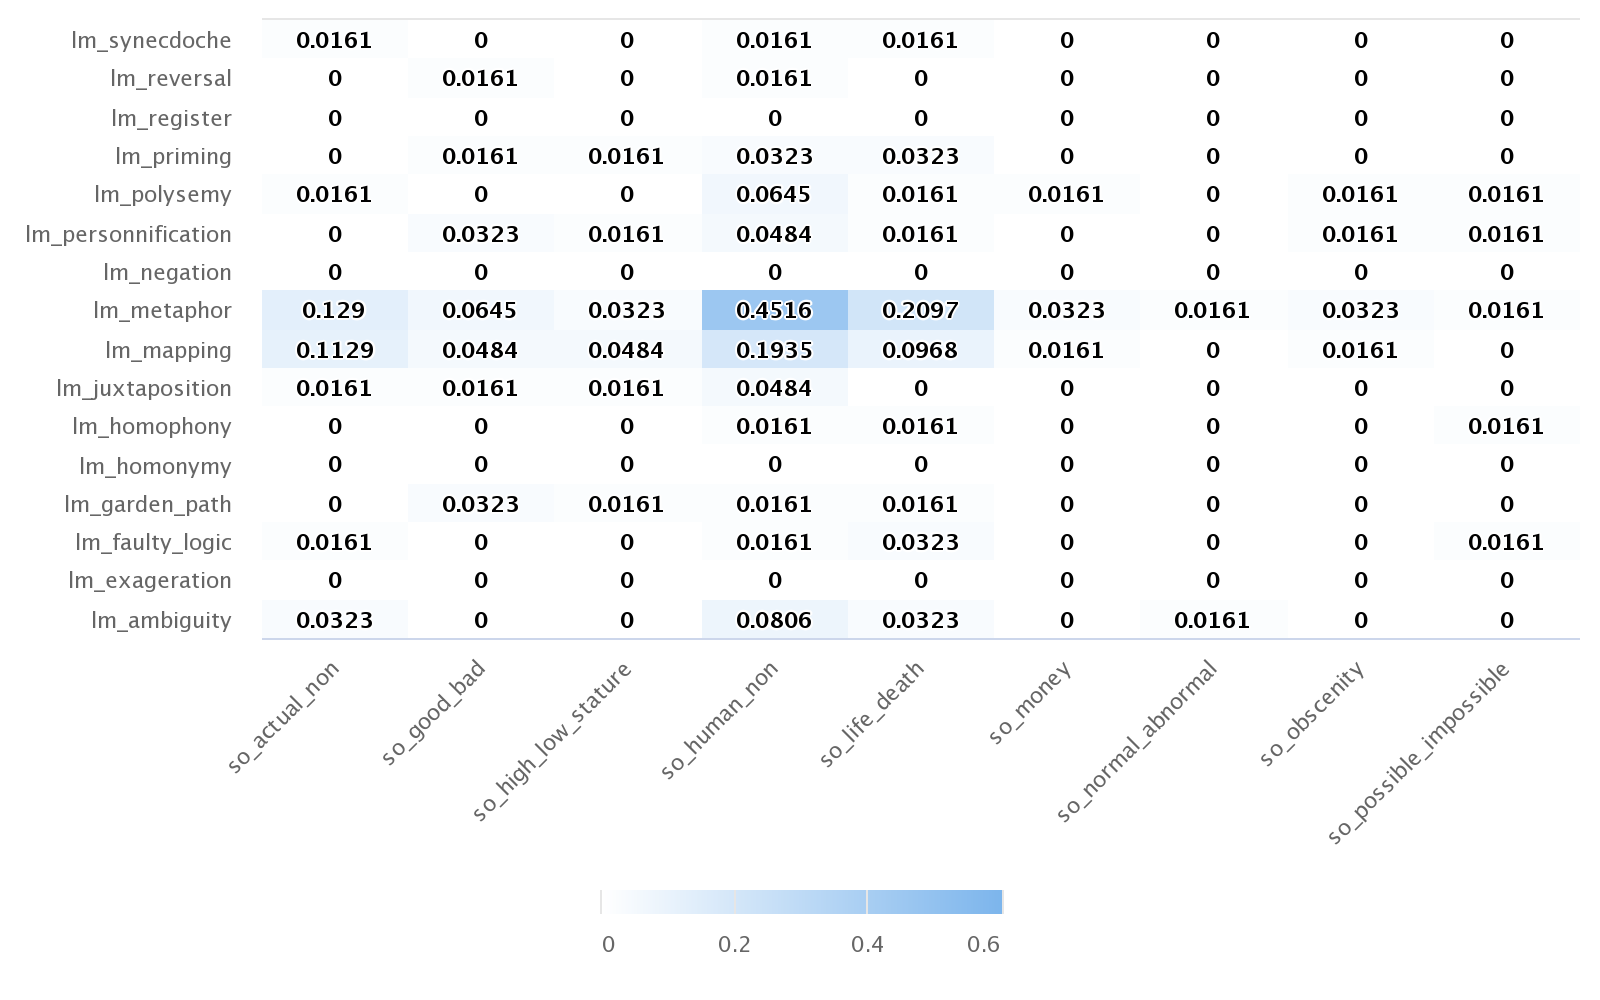 lm_synecdoche 0.0161 0 0 0.0161 0.0161 0 0 0 0
lm_reversal 0 0.0161 0 0.0161 0 0 0 0 0
lm_register 0 0 0 0 0 0 0 0 0
lm_priming 0 0.0161 0.0161 0.0323 0.0323 0 0 0 0
lm_polysemy 0.0161 0 0 0.0645 0.0161 0.0161 0 0.0161 0.0161
lm_personnification 0 0.0323 0.0161 0.0484 0.0161 0 0 0.0161 0.0161
lm_negation 0 0 0 0 0 0 0 0 0
lm_metaphor 0.129 0.0645 0.0323 0.4516 0.2097 0.0323 0.0161 0.0323 0.0161
lm_mapping 0.1129 0.0484 0.0484 0.1935 0.0968 0.0161 0 0.0161 0
lm_juxtaposition 0.0161 0.0161 0.0161 0.0484 0 0 0 0 0
lm_homophony 0 0 0 0.0161 0.0161 0 0 0 0.0161
lm_homonymy 0 0 0 0 0 0 0 0 0
lm_garden_path 0 0.0323 0.0161 0.0161 0.0161 0 0 0 0
lm_faulty_logic 0.0161 0 0 0.0161 0.0323 0 0 0 0.0161
lm_exageration 0 0 0 0 0 0 0 0 0
lm_ambiguity 0.0323 0 0 0.0806 0.0323 0 0.0161 0 0
so_actual_non so_good_bad so_high_low_stature so_human_non so_life_death so_money so_normal_abnormal so_obscenity so_possible_impossible
0 0.2 0.4 0.6